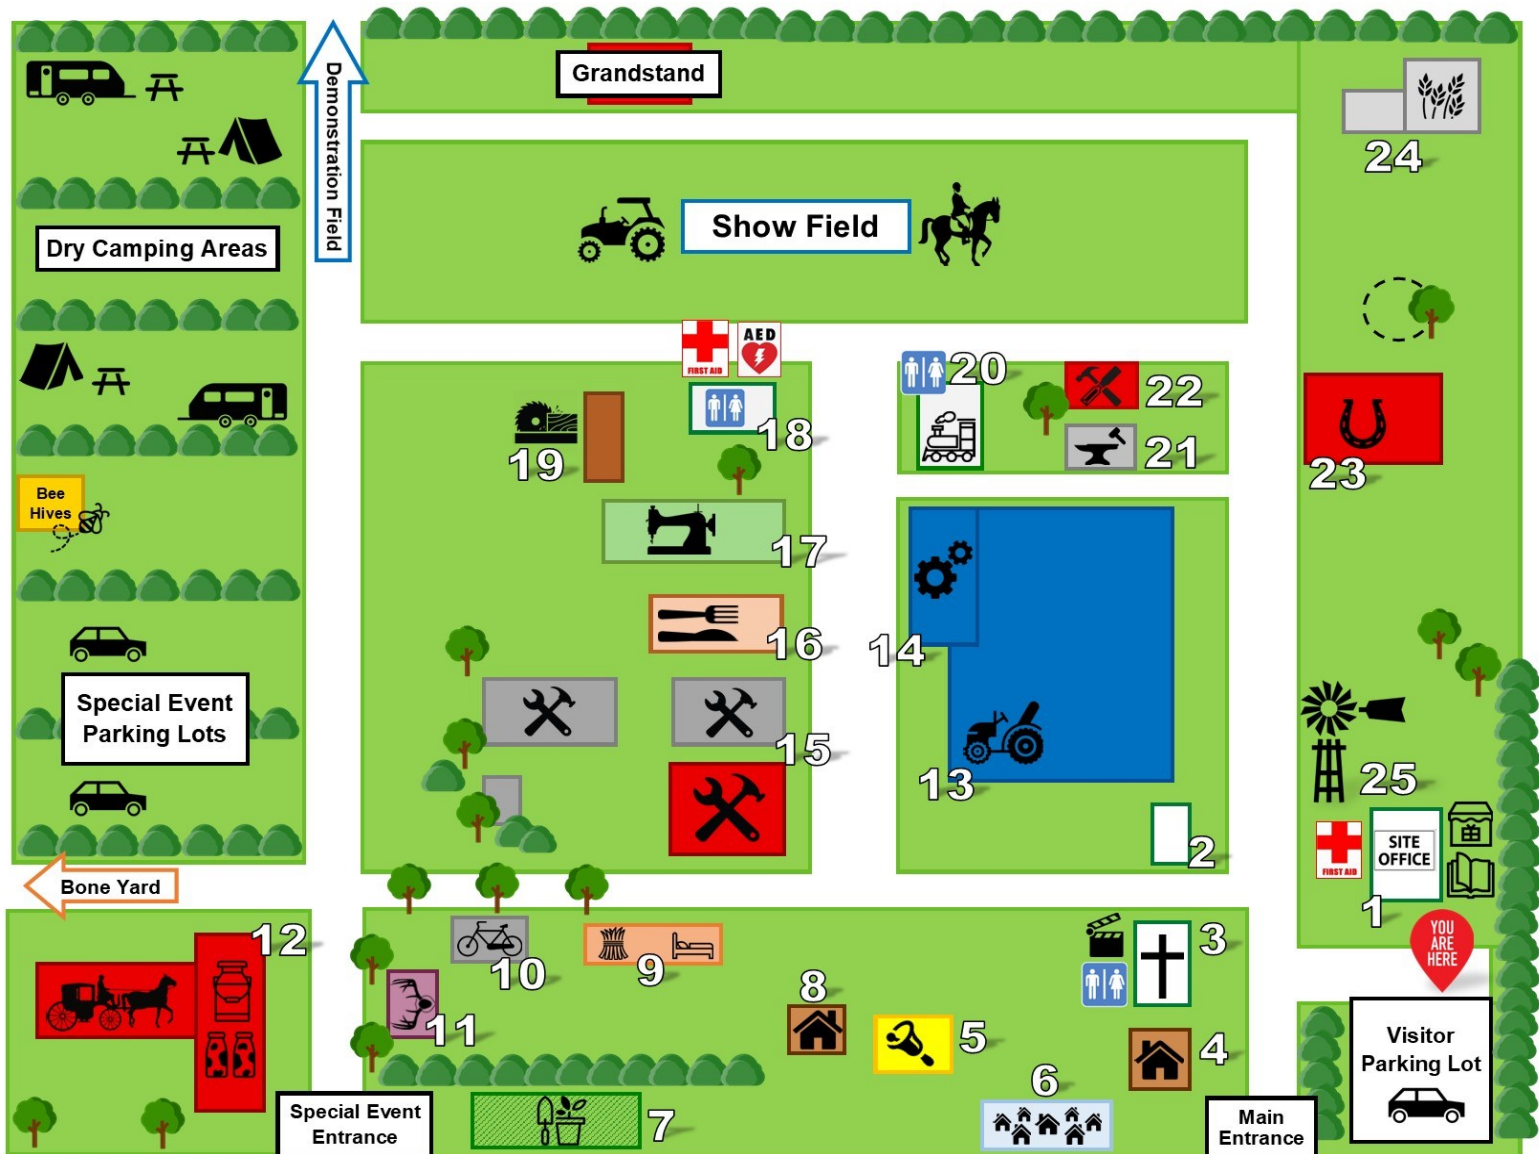 Grandstand
Demonstration Field
24
Show Field
Dry Camping Areas
FIRST AID
AED
20
22
18
19
21
23
Bee
Hives
17
16
14
Special Event
Parking Lots
15
13
25
2
SITE
OFFICE
FIRST AID
1
Bone Yard
YOU
ARE
HERE
12
3
10
9
8
11
5
4
6
Visitor
Parking Lot
Special Event
Entrance
7
Main
Entrance